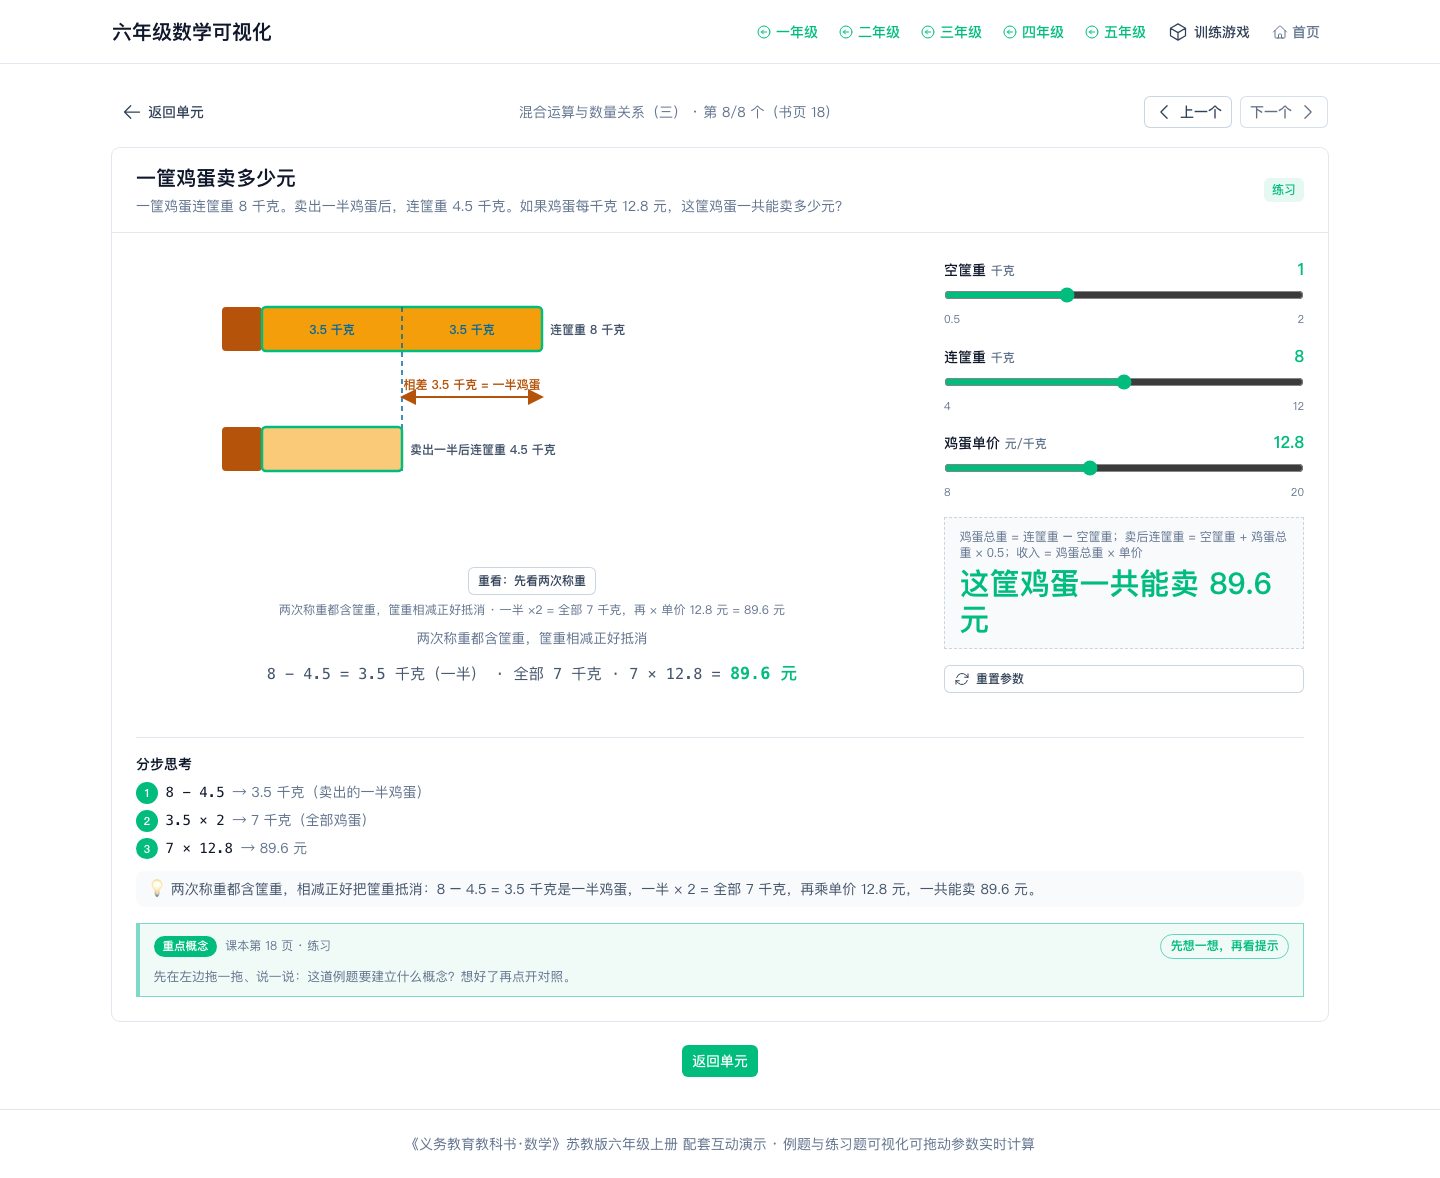 六年级数学可视化
一年级
二年级
三年级
四年级
五年级
训练游戏
首页
返回单元
混合运算与数量关系（三） · 第 8/8 个（书页 18）
上一个
下一个
一筐鸡蛋卖多少元
一筐鸡蛋连筐重 8 千克。卖出一半鸡蛋后，连筐重 4.5 千克。如果鸡蛋每千克 12.8 元，这筐鸡蛋一共能卖多少元？
练习
3.5 千克
3.5 千克
连筐重 8 千克
相差 3.5 千克 = 一半鸡蛋
卖出一半后连筐重 4.5 千克
重看：先看两次称重
两次称重都含筐重，筐重相减正好抵消 · 一半 ×2 = 全部 7 千克，再 × 单价 12.8 元 = 89.6 元
两次称重都含筐重，筐重相减正好抵消
8 − 4.5 = 3.5 千克（一半） · 全部 7 千克 · 7 × 12.8 = 89.6 元
空筐重 千克
1
0.5
2
连筐重 千克
8
4
12
鸡蛋单价 元/千克
12.8
8
20
鸡蛋总重 = 连筐重 − 空筐重；卖后连筐重 = 空筐重 + 鸡蛋总
重 × 0.5；收入 = 鸡蛋总重 × 单价
这筐鸡蛋一共能卖 89.6
元
重置参数
分步思考
1 8 − 4.5 → 3.5 千克（卖出的一半鸡蛋）
2 3.5 × 2 → 7 千克（全部鸡蛋）
3 7 × 12.8 → 89.6 元
两次称重都含筐重，相减正好把筐重抵消：8 − 4.5 = 3.5 千克是一半鸡蛋，一半 × 2 = 全部 7 千克，再乘单价 12.8 元，一共能卖 89.6 元。
重点概念
课本第 18 页 · 练习
先想一想，再看提示
先在左边拖一拖、说一说：这道例题要建立什么概念？想好了再点开对照。
返回单元
《义务教育教科书·数学》苏教版六年级上册 配套互动演示 · 例题与练习题可视化可拖动参数实时计算